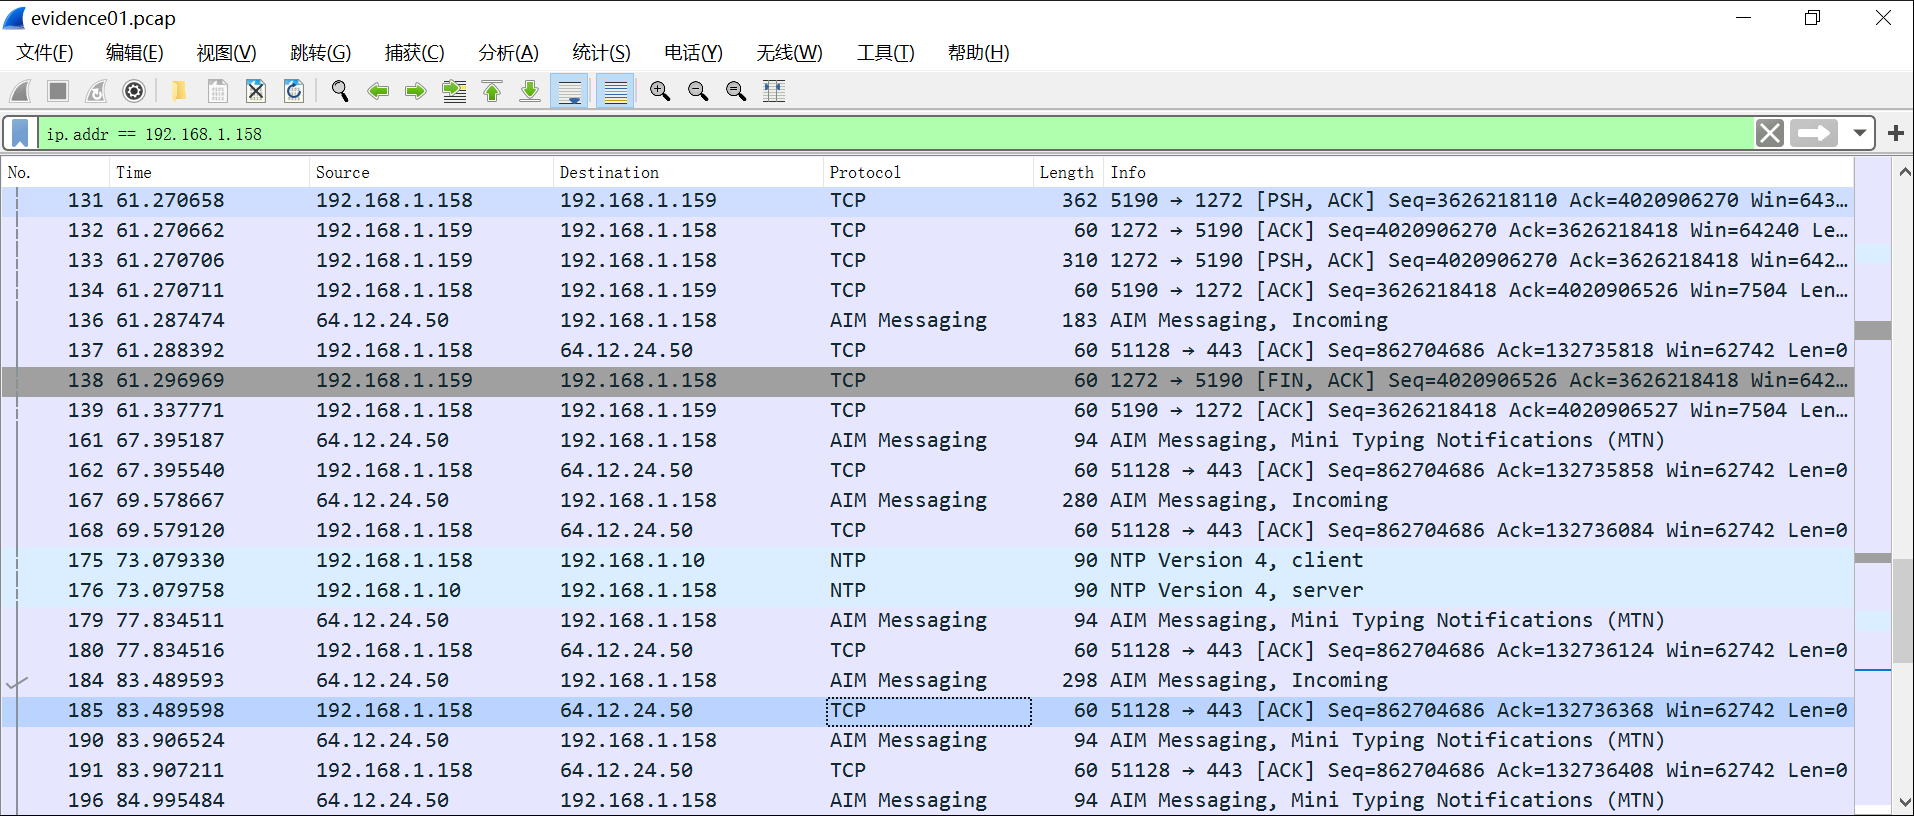 evidence01.pcap
文件(F) 编辑(E) 视图(V) 跳转(G) 捕获(C) 分析(A) 统计(S) 电话(Y) 无线(W) 工具(T) 帮助(H)
ip.addr == 192.168.1.158
No. Time Source Destination Protocol Length Info
131 61.270658 192.168.1.158 192.168.1.159 TCP 362 5190 → 1272 [PSH, ACK] Seq=3626218110 Ack=4020906270 Win=643…
132 61.270662 192.168.1.159 192.168.1.158 TCP 60 1272 → 5190 [ACK] Seq=4020906270 Ack=3626218418 Win=64240 Le…
133 61.270706 192.168.1.159 192.168.1.158 TCP 310 1272 → 5190 [PSH, ACK] Seq=4020906270 Ack=3626218418 Win=642…
134 61.270711 192.168.1.158 192.168.1.159 TCP 60 5190 → 1272 [ACK] Seq=3626218418 Ack=4020906526 Win=7504 Len…
136 61.287474 64.12.24.50 192.168.1.158 AIM Messaging 183 AIM Messaging, Incoming
137 61.288392 192.168.1.158 64.12.24.50 TCP 60 51128 → 443 [ACK] Seq=862704686 Ack=132735818 Win=62742 Len=0
138 61.296969 192.168.1.159 192.168.1.158 TCP 60 1272 → 5190 [FIN, ACK] Seq=4020906526 Ack=3626218418 Win=642…
139 61.337771 192.168.1.158 192.168.1.159 TCP 60 5190 → 1272 [ACK] Seq=3626218418 Ack=4020906527 Win=7504 Len…
161 67.395187 64.12.24.50 192.168.1.158 AIM Messaging 94 AIM Messaging, Mini Typing Notifications (MTN)
162 67.395540 192.168.1.158 64.12.24.50 TCP 60 51128 → 443 [ACK] Seq=862704686 Ack=132735858 Win=62742 Len=0
167 69.578667 64.12.24.50 192.168.1.158 AIM Messaging 280 AIM Messaging, Incoming
168 69.579120 192.168.1.158 64.12.24.50 TCP 60 51128 → 443 [ACK] Seq=862704686 Ack=132736084 Win=62742 Len=0
175 73.079330 192.168.1.158 192.168.1.10 NTP 90 NTP Version 4, client
176 73.079758 192.168.1.10 192.168.1.158 NTP 90 NTP Version 4, server
179 77.834511 64.12.24.50 192.168.1.158 AIM Messaging 94 AIM Messaging, Mini Typing Notifications (MTN)
180 77.834516 192.168.1.158 64.12.24.50 TCP 60 51128 → 443 [ACK] Seq=862704686 Ack=132736124 Win=62742 Len=0
184 83.489593 64.12.24.50 192.168.1.158 AIM Messaging 298 AIM Messaging, Incoming
185 83.489598 192.168.1.158 64.12.24.50 TCP 60 51128 → 443 [ACK] Seq=862704686 Ack=132736368 Win=62742 Len=0
190 83.906524 64.12.24.50 192.168.1.158 AIM Messaging 94 AIM Messaging, Mini Typing Notifications (MTN)
191 83.907211 192.168.1.158 64.12.24.50 TCP 60 51128 → 443 [ACK] Seq=862704686 Ack=132736408 Win=62742 Len=0
196 84.995484 64.12.24.50 192.168.1.158 AIM Messaging 94 AIM Messaging, Mini Typing Notifications (MTN)